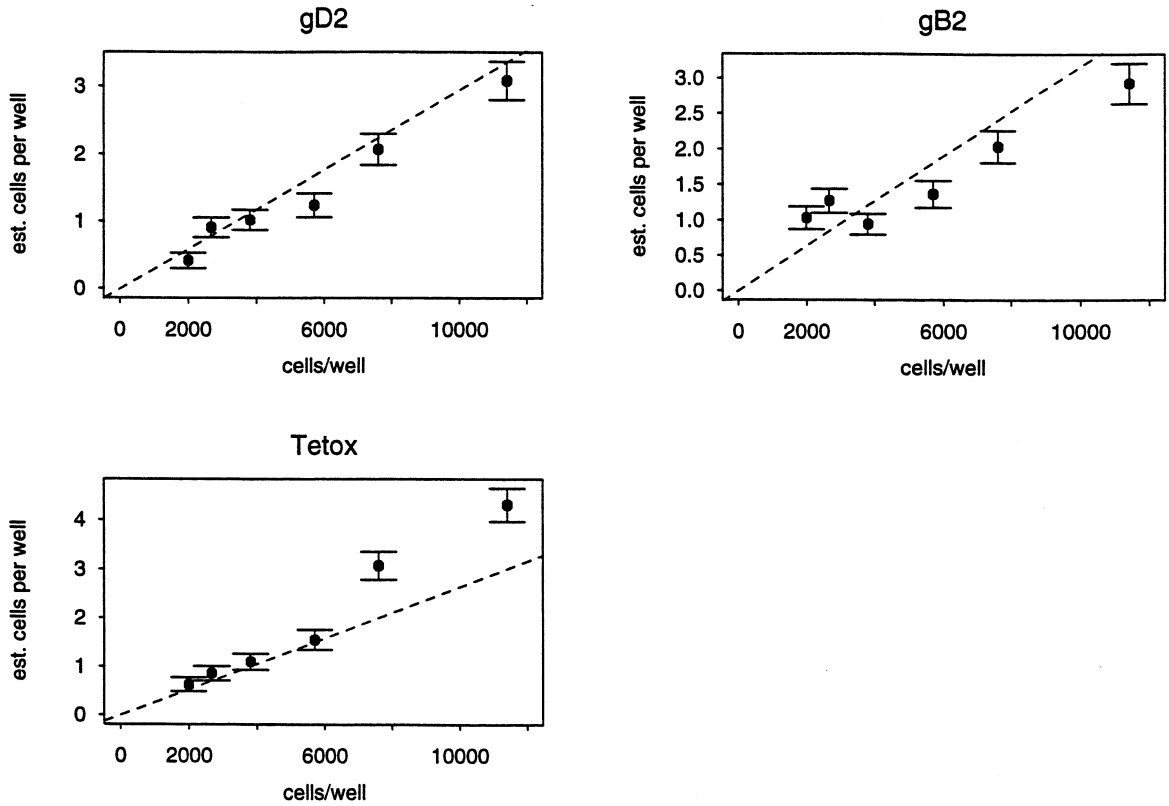 gD2
est. cells per well
3
2
1
0
0 2000 6000 10000
cells/well
gB2
est. cells per well
3.0
2.5
2.0
1.5
1.0
0.5
0.0
0 2000 6000 10000
cells/well
Tetox
est. cells per well
4
3
2
1
0
0 2000 6000 10000
cells/well